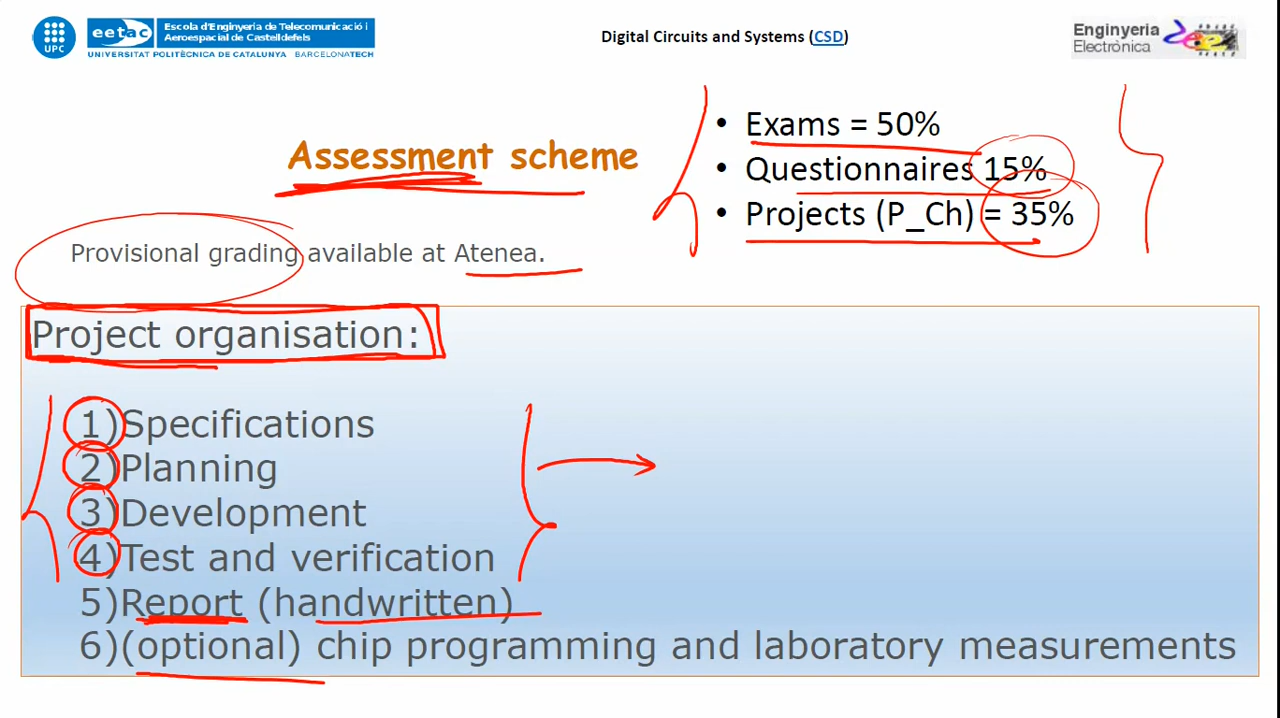 UPC
eetac
Escola d'Enginyeria de Telecomunicació i
Aeroespacial de Castelldefels
UNIVERSITAT POLITÈCNICA DE CATALUNYA BARCELONATECH
Digital Circuits and Systems (CSD)
Enginyeria
Electrònica
Assessment scheme
• Exams = 50%
• Questionnaires 15%
• Projects (P_Ch) = 35%
Provisional grading available at Atenea.
Project organisation:
1)Specifications
2)Planning
3)Development
4)Test and verification
5)Report (handwritten)
6)(optional) chip programming and laboratory measurements